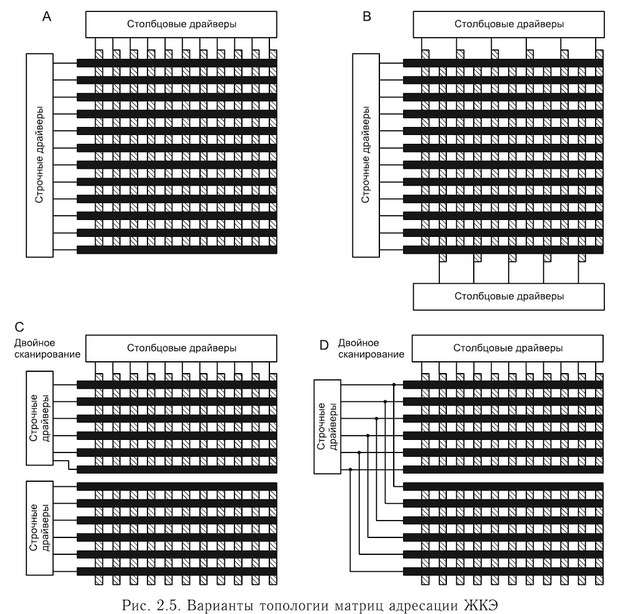 A
Столбцовые драйверы
Строчные драйверы
B
Столбцовые драйверы
Строчные драйверы
Столбцовые драйверы
C
Двойное
сканирование
Столбцовые драйверы
Строчные
драйверы
Строчные
драйверы
D
Двойное
сканирование
Столбцовые драйверы
Строчные
драйверы
Рис. 2.5. Варианты топологии матриц адресации ЖКЭ